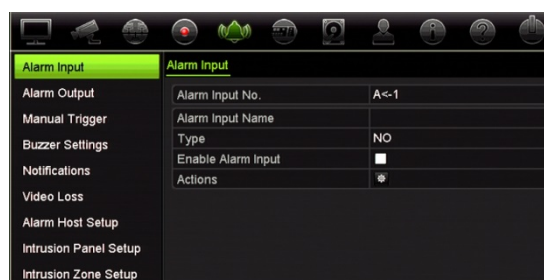 Alarm Input
Alarm Output
Manual Trigger
Buzzer Settings
Notifications
Video Loss
Alarm Host Setup
Intrusion Panel Setup
Intrusion Zone Setup
Alarm Input
Alarm Input No. A<-1
Alarm Input Name
Type NO
Enable Alarm Input
Actions